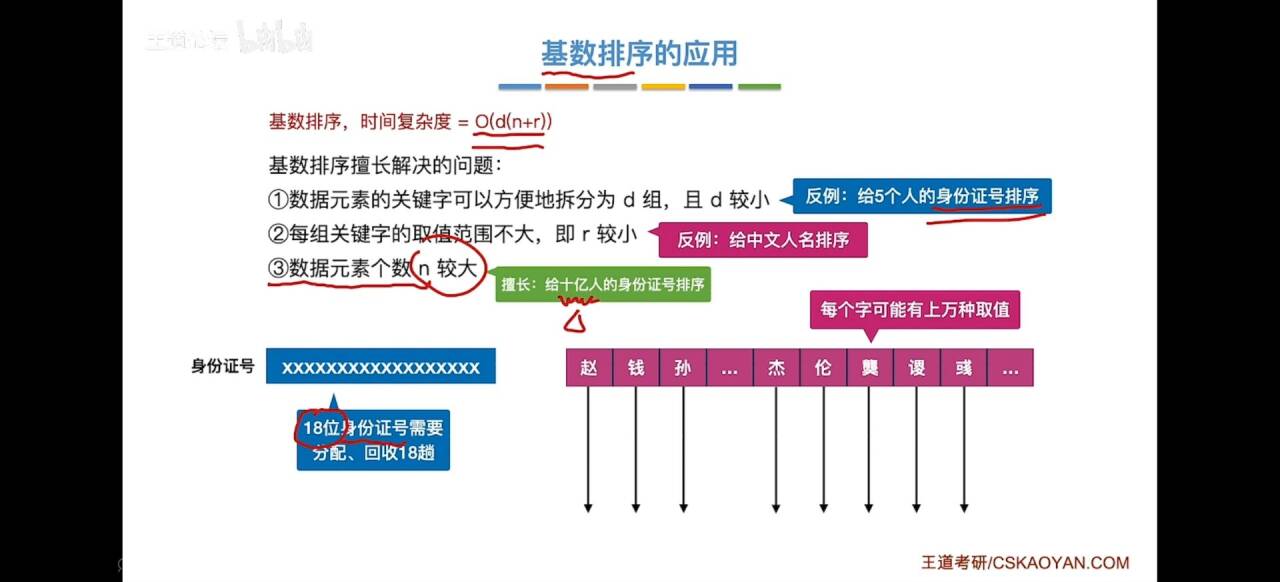 王道论坛 bilibili
基数排序的应用
基数排序，时间复杂度 = O(d(n+r))
基数排序擅长解决的问题：
①数据元素的关键字可以方便地拆分为 d 组，且 d 较小
反例：给5个人的身份证号排序
②每组关键字的取值范围不大，即 r 较小
反例：给中文人名排序
③数据元素个数 n 较大
擅长：给十亿人的身份证号排序
每个字可能有上万种取值
身份证号
xxxxxxxxxxxxxxxxxx
赵 钱 孙 ... 杰 伦 龑 谡 彧 ...
18位身份证号需要
分配、回收18趟
王道考研/CSKAOYAN.COM